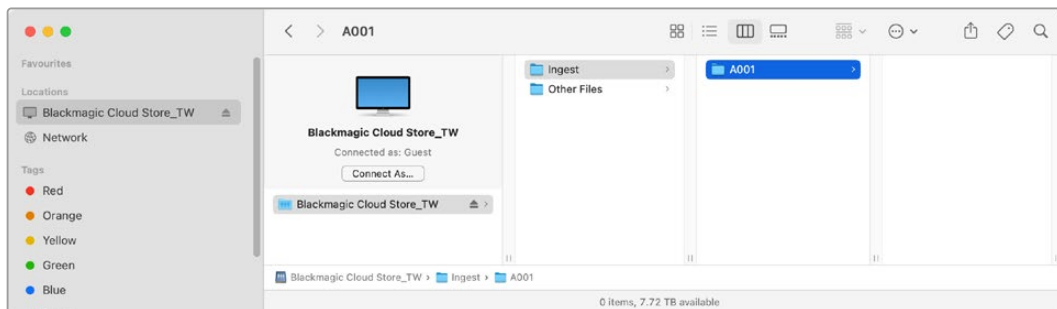 A001
Favourites
Locations
Blackmagic Cloud Store_TW
Network
Tags
Red
Orange
Yellow
Green
Blue
Blackmagic Cloud Store_TW
Connected as: Guest
Connect As...
Blackmagic Cloud Store_TW
Ingest
Other Files
A001
Blackmagic Cloud Store_TW › Ingest › A001
0 items, 7.72 TB available